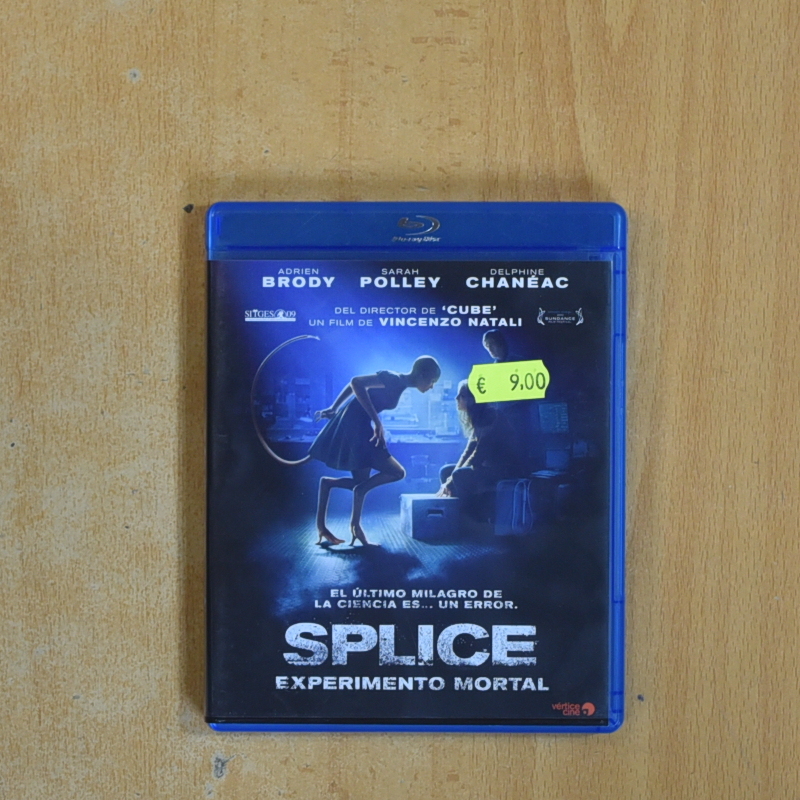 Blu-ray Disc
ADRIEN BRODY
SARAH POLLEY
DELPHINE CHANÉAC
SITGES 09
DEL DIRECTOR DE 'CUBE'
UN FILM DE VINCENZO NATALI
SUNDANCE
€ 9,00
EL ÚLTIMO MILAGRO DE
LA CIENCIA ES... UN ERROR.
SPLICE
EXPERIMENTO MORTAL
vértice
cine